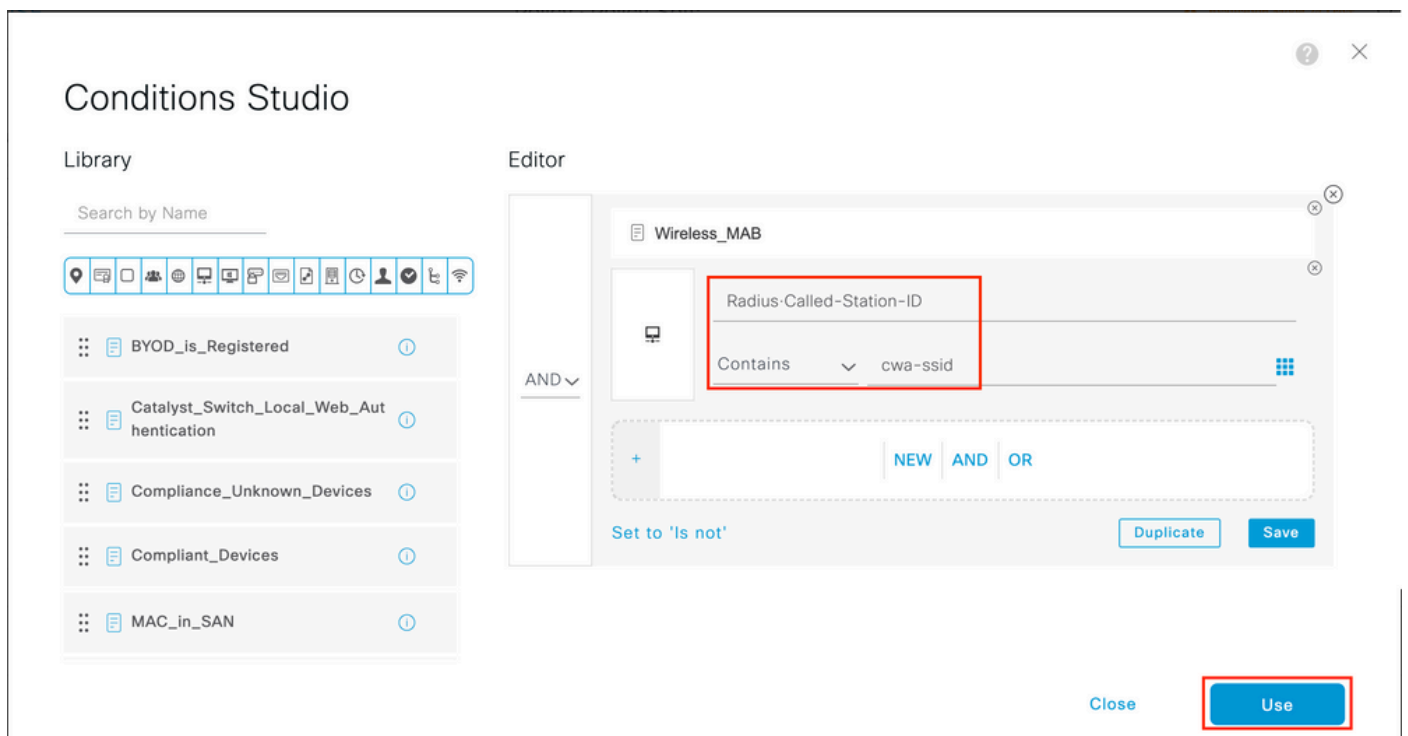 Conditions Studio
Library
Search by Name
BYOD_is_Registered
Catalyst_Switch_Local_Web_Aut
hentication
Compliance_Unknown_Devices
Compliant_Devices
MAC_in_SAN
Editor
AND
Wireless_MAB
Radius·Called-Station-ID
Contains
cwa-ssid
+
NEW AND OR
Set to 'Is not'
Duplicate
Save
Close
Use